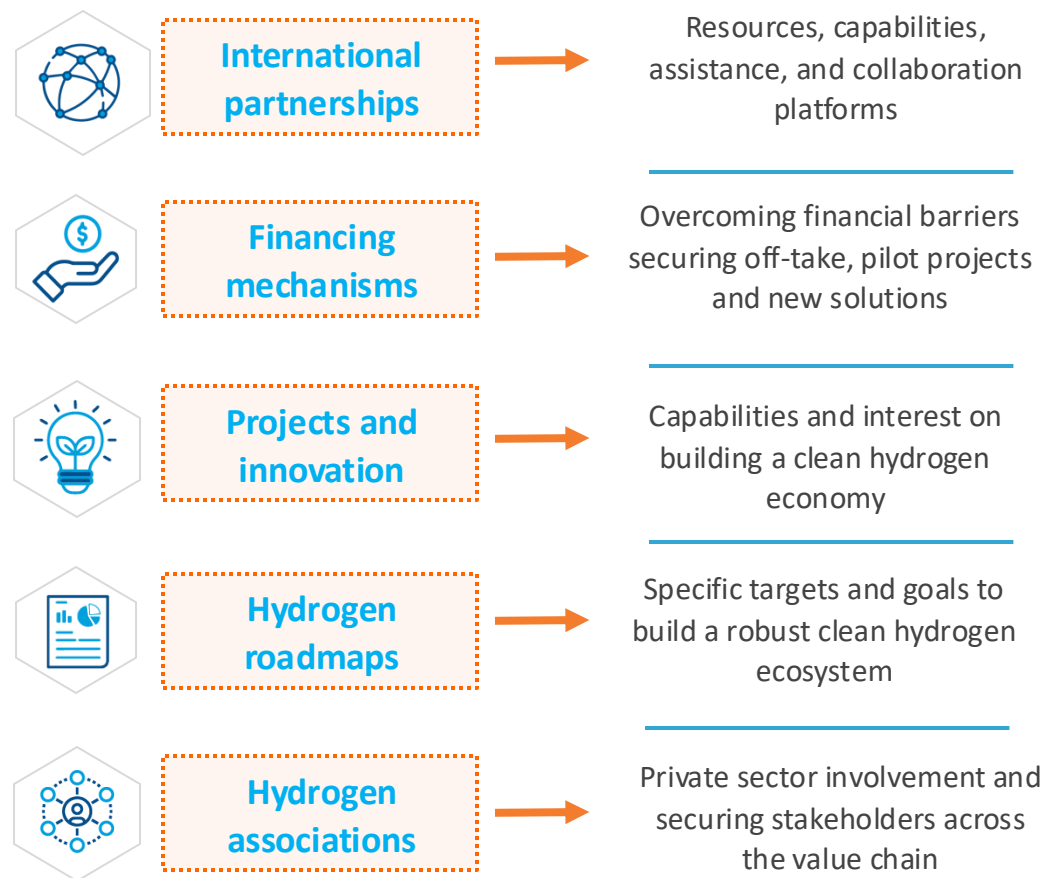 International
partnerships
Resources, capabilities,
assistance, and collaboration
platforms
$
Financing
mechanisms
Overcoming financial barriers
securing off-take, pilot projects
and new solutions
Projects and
innovation
Capabilities and interest on
building a clean hydrogen
economy
Hydrogen
roadmaps
Specific targets and goals to
build a robust clean hydrogen
ecosystem
Hydrogen
associations
Private sector involvement and
securing stakeholders across
the value chain